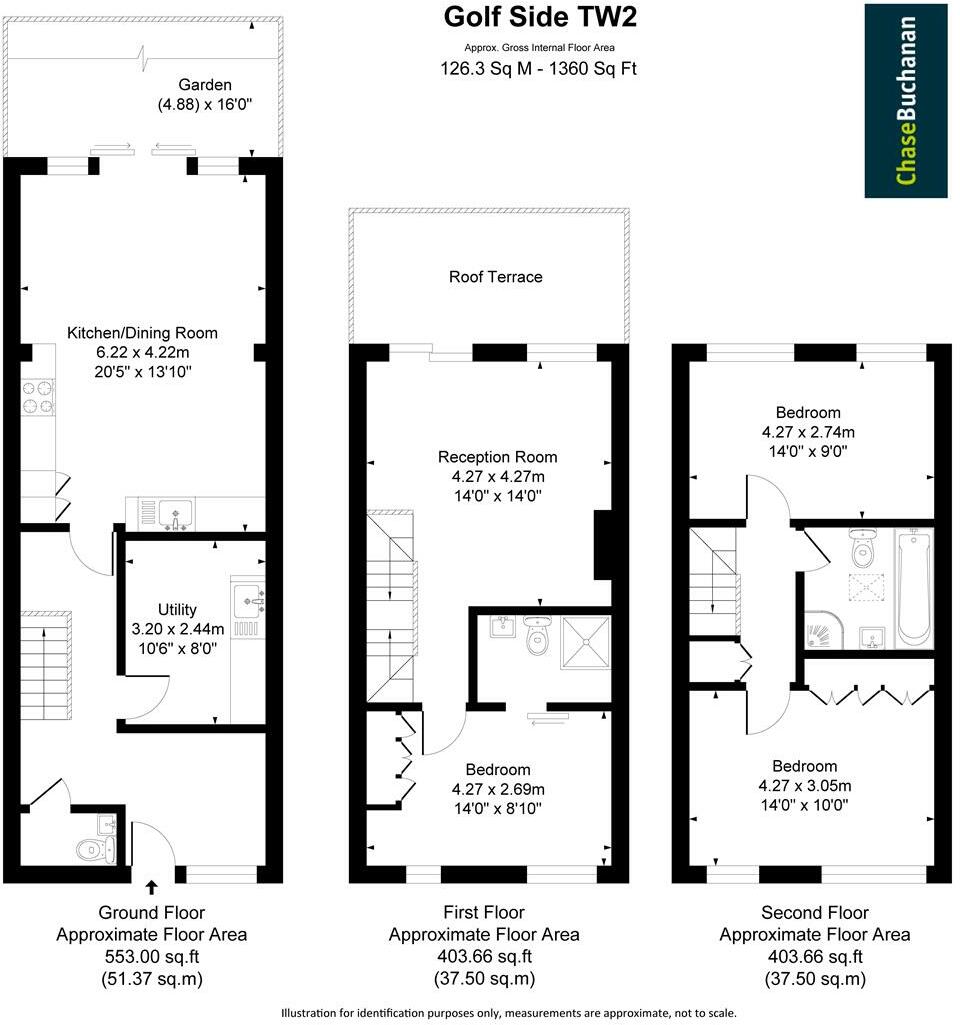 Golf Side TW2
Approx. Gross Internal Floor Area
126.3 Sq M - 1360 Sq Ft
ChaseBuchanan
Garden
(4.88) x 16'0"
Kitchen/Dining Room
6.22 x 4.22m
20'5" x 13'10"
Utility
3.20 x 2.44m
10'6" x 8'0"
Ground Floor
Approximate Floor Area
553.00 sq.ft
(51.37 sq.m)
Roof Terrace
Reception Room
4.27 x 4.27m
14'0" x 14'0"
Bedroom
4.27 x 2.69m
14'0" x 8'10"
First Floor
Approximate Floor Area
403.66 sq.ft
(37.50 sq.m)
Bedroom
4.27 x 2.74m
14'0" x 9'0"
Bedroom
4.27 x 3.05m
14'0" x 10'0"
Second Floor
Approximate Floor Area
403.66 sq.ft
(37.50 sq.m)
Illustration for identification purposes only, measurements are approximate, not to scale.